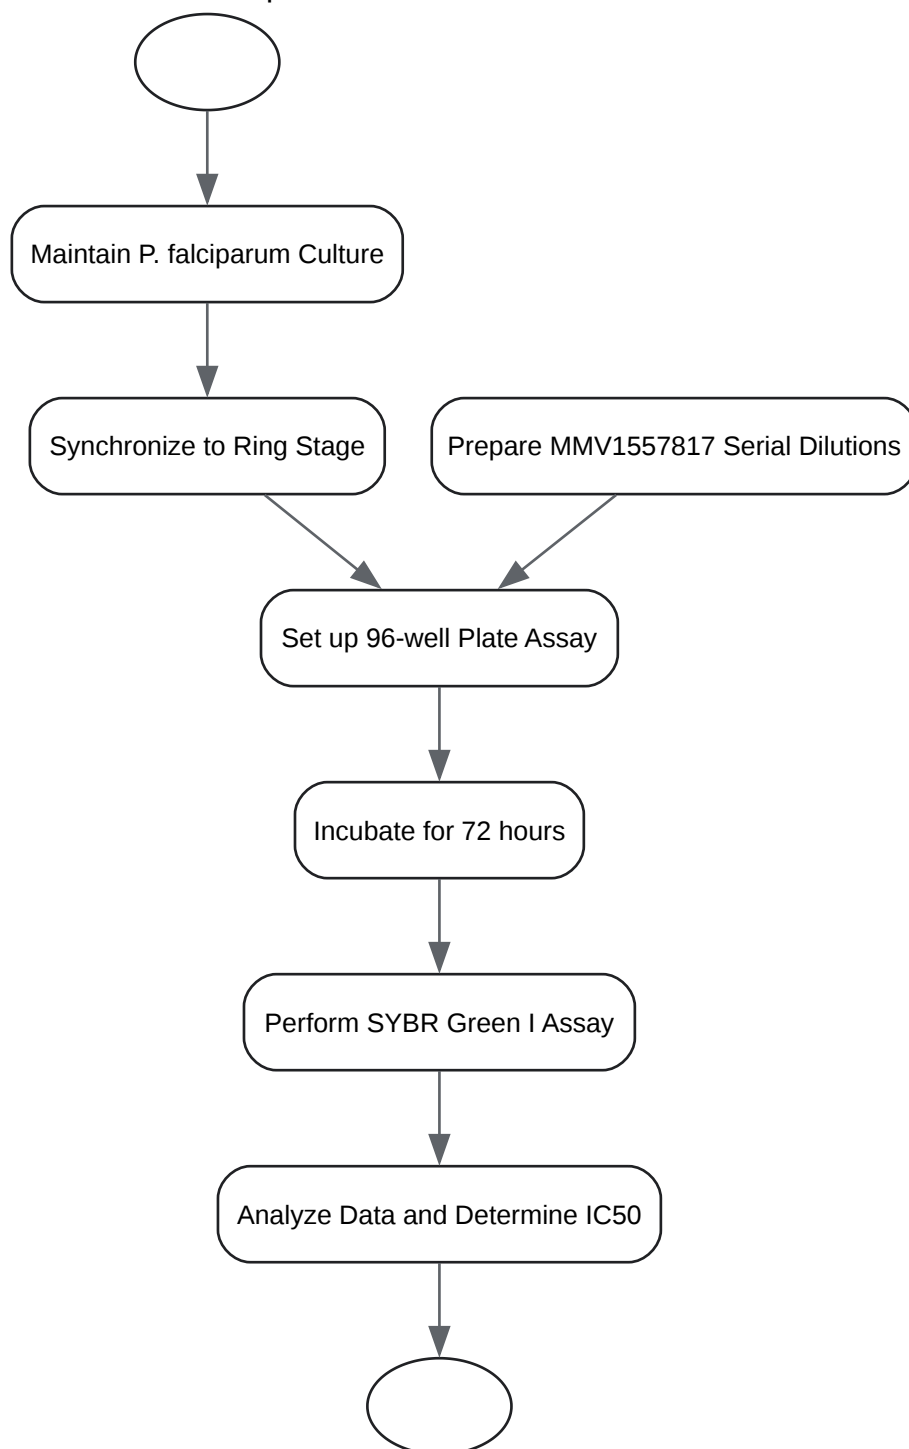 Maintain P. falciparum Culture
Synchronize to Ring Stage
Prepare MMV1557817 Serial Dilutions
Set up 96-well Plate Assay
Incubate for 72 hours
Perform SYBR Green I Assay
Analyze Data and Determine IC50